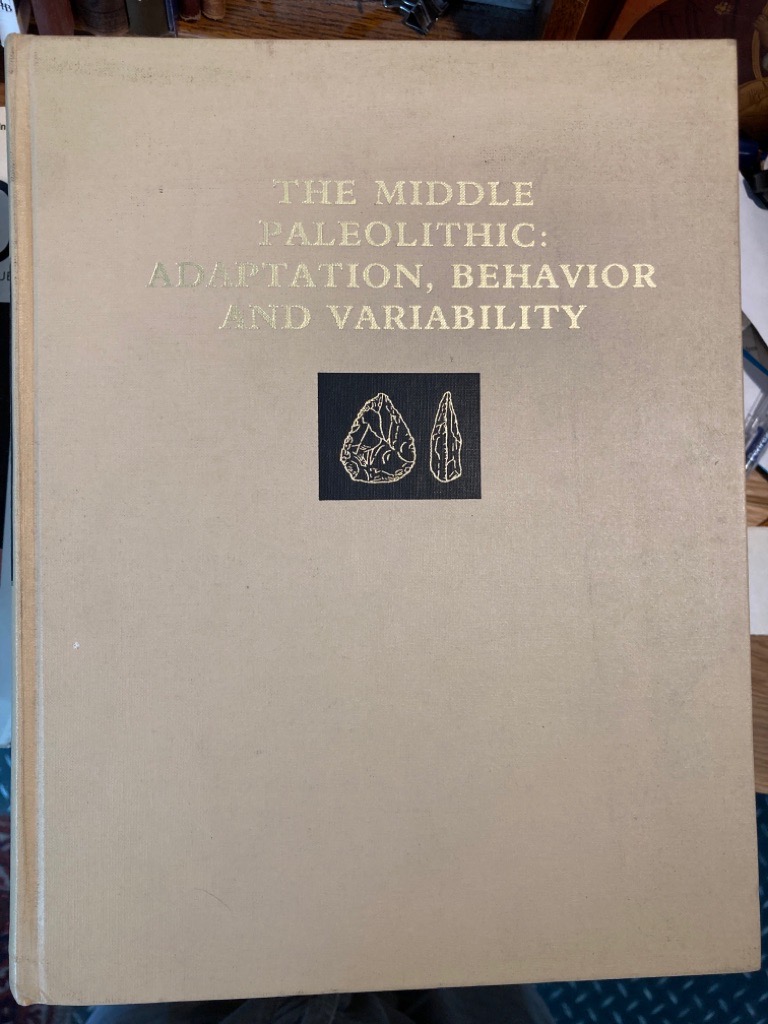 THE MIDDLE
PALEOLITHIC:
ADAPTATION, BEHAVIOR
AND VARIABILITY